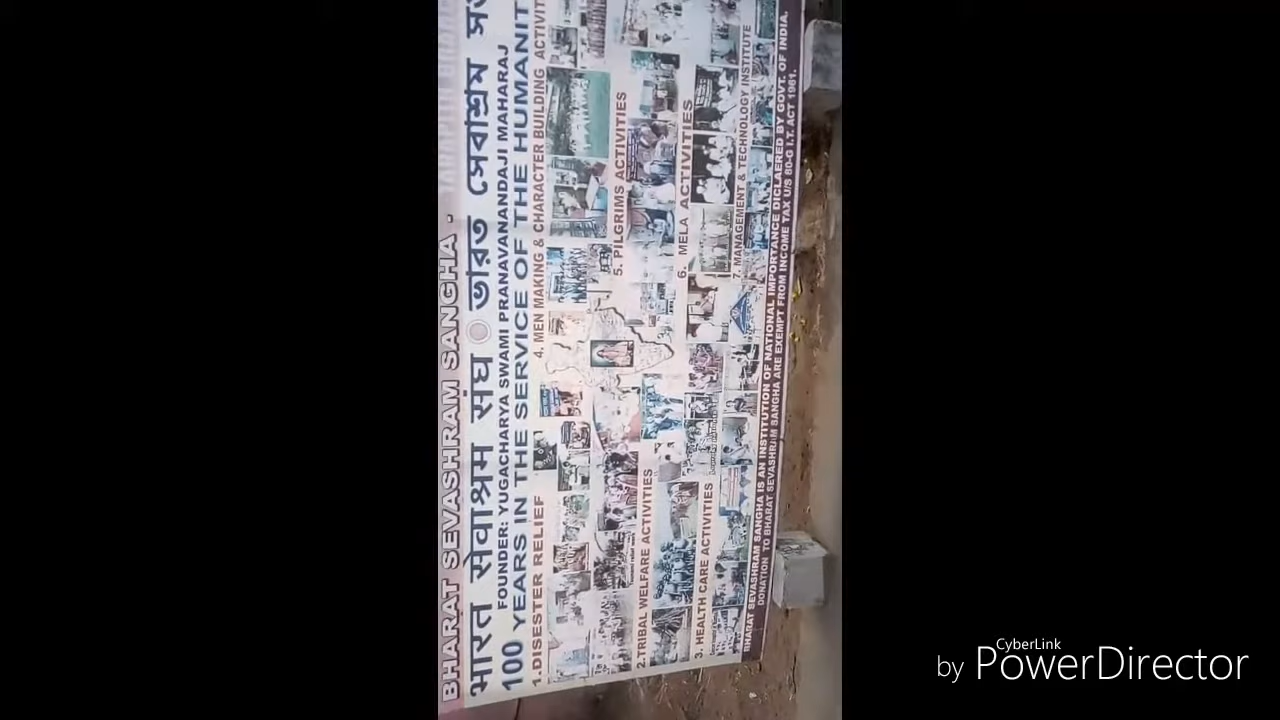 BHARAT SEVASHRAM SANGHA -
भारत सेवाश्रम संघ ভারত সেবাশ্রম
FOUNDER: YUGACHARYA SWAMI PRANAVANANDAJI MAHARAJ
100 YEARS IN THE SERVICE OF THE HUMANIT
1.DISESTER RELIEF
4. MEN MAKING & CHARACTER BUILDING ACTIVIT
5. PILGRIMS ACTIVITIES
2.TRIBAL WELFARE ACTIVITIES
6. MELA ACTIVITIES
3. HEALTH CARE ACTIVITIES
7. MANAGEMENT & TECHNOLOGY INSTITUTE
BHARAT SEVASHRAM SANGHA IS AN INSTITUTION OF NATIONAL IMPORTANCE DICLAERED BY GOVT. OF INDIA.
DONATION TO BHARAT SEVASHRAM SANGHA ARE EXEMPT FROM INCOME TAX U/S 80-G I.T. ACT 1961.
CyberLink
by PowerDirector